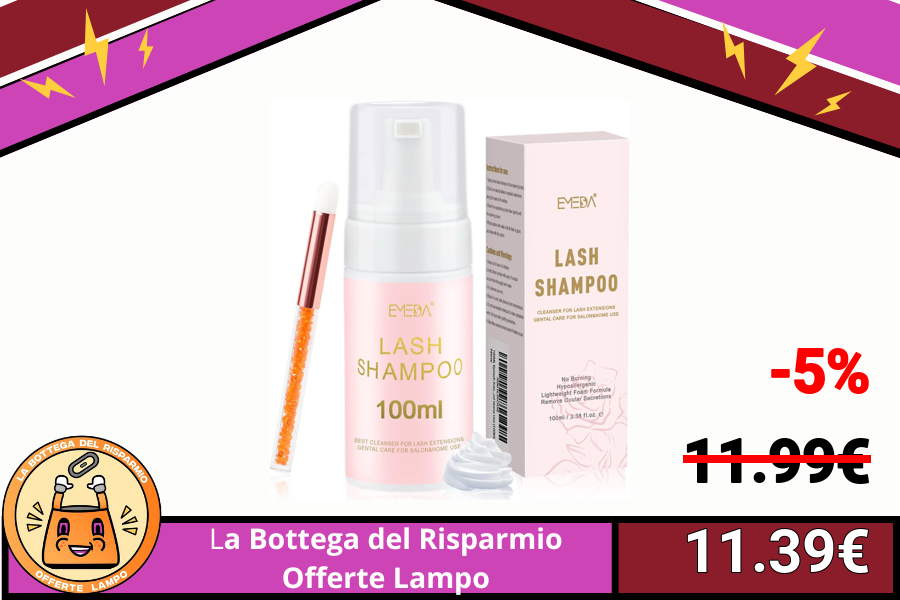 EMEDA®
LASH
SHAMPOO
100ml
BEST CLEANSER FOR LASH EXTENSIONS
GENTAL CARE FOR SALON&HOME USE
EMEDA®
LASH
SHAMPOO
CLEANSER FOR LASH EXTENSIONS
GENTAL CARE FOR SALON&HOME USE
No Burning
Hypoallergenic
Lightweight Foam Formula
Remove Ocular Secretions
100ml / 3.38 fl.oz. ℮
Instructions for use:
-5%
11.99€
11.39€
LA BOTTEGA DEL RISPARMIO
OFFERTE LAMPO
La Bottega del Risparmio
Offerte Lampo